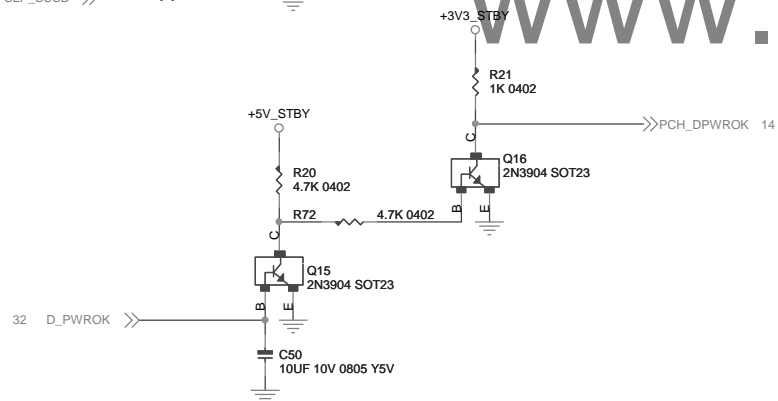 +3V3_STBY
www.
R21
1K 0402
+5V_STBY
PCH_DPWROK 14
C
Q16
2N3904 SOT23
R20
4.7K 0402
B
E
R72
4.7K 0402
C
Q15
2N3904 SOT23
B
E
32 D_PWROK
C50
10UF 10V 0805 Y5V